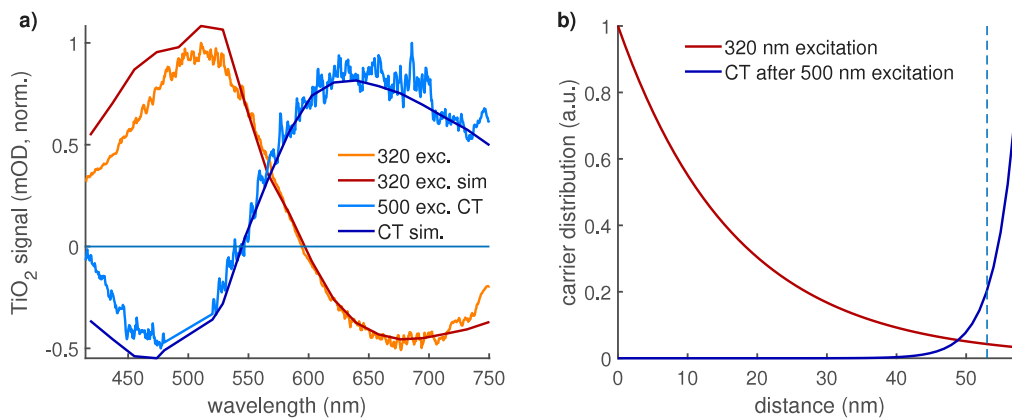 a)
TiO2 signal (mOD, norm.)
1
0.5
0
-0.5
320 exc.
320 exc. sim
500 exc. CT
CT sim.
450 500 550 600 650 700 750
wavelength (nm)
b)
carrier distribution (a.u.)
1
0.8
0.6
0.4
0.2
0
320 nm excitation
CT after 500 nm excitation
0 10 20 30 40 50
distance (nm)